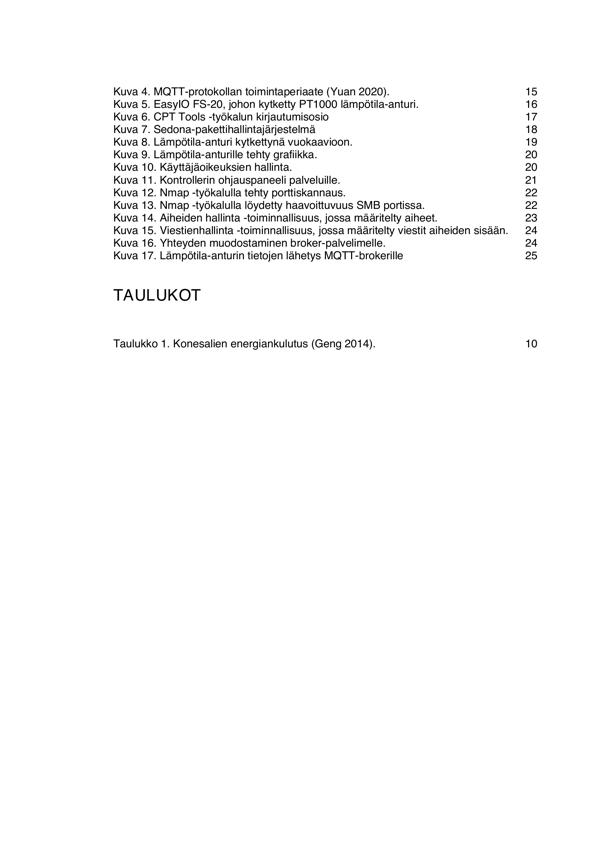 Kuva 4. MQTT-protokollan toimintaperiaate (Yuan 2020). 15
Kuva 5. EasyIO FS-20, johon kytketty PT1000 lämpötila-anturi. 16
Kuva 6. CPT Tools -työkalun kirjautumisosio 17
Kuva 7. Sedona-pakettihallintajärjestelmä 18
Kuva 8. Lämpötila-anturi kytkettynä vuokaavioon. 19
Kuva 9. Lämpötila-anturille tehty grafiikka. 20
Kuva 10. Käyttäjäoikeuksien hallinta. 20
Kuva 11. Kontrollerin ohjauspaneeli palveluille. 21
Kuva 12. Nmap -työkalulla tehty porttiskannaus. 22
Kuva 13. Nmap -työkalulla löydetty haavoittuvuus SMB portissa. 22
Kuva 14. Aiheiden hallinta -toiminnallisuus, jossa määritelty aiheet. 23
Kuva 15. Viestienhallinta -toiminnallisuus, jossa määritelty viestit aiheiden sisään. 24
Kuva 16. Yhteyden muodostaminen broker-palvelimelle. 24
Kuva 17. Lämpötila-anturin tietojen lähetys MQTT-brokerille 25
TAULUKOT
Taulukko 1. Konesalien energiankulutus (Geng 2014). 10